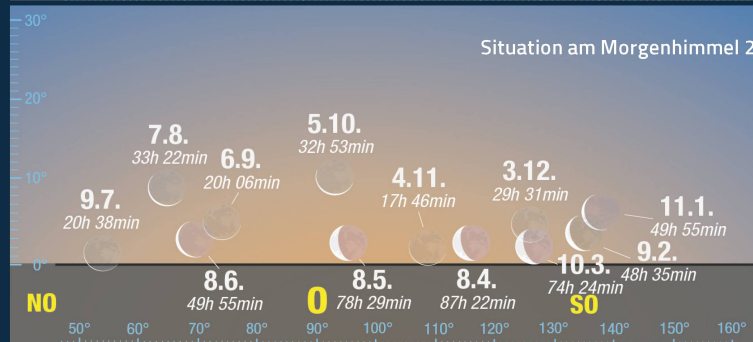 30°
Situation am Morgenhimmel 2
20°
7.8.
33h 22min
6.9.
20h 06min
5.10.
32h 53min
10°
9.7.
20h 38min
4.11.
17h 46min
3.12.
29h 31min
11.1.
49h 55min
0°
8.6.
49h 55min
8.5.
78h 29min
8.4.
87h 22min
10.3.
74h 24min
9.2.
48h 35min
NO
O
SO
50° 60° 70° 80° 90° 100° 110° 120° 130° 140° 150° 160°